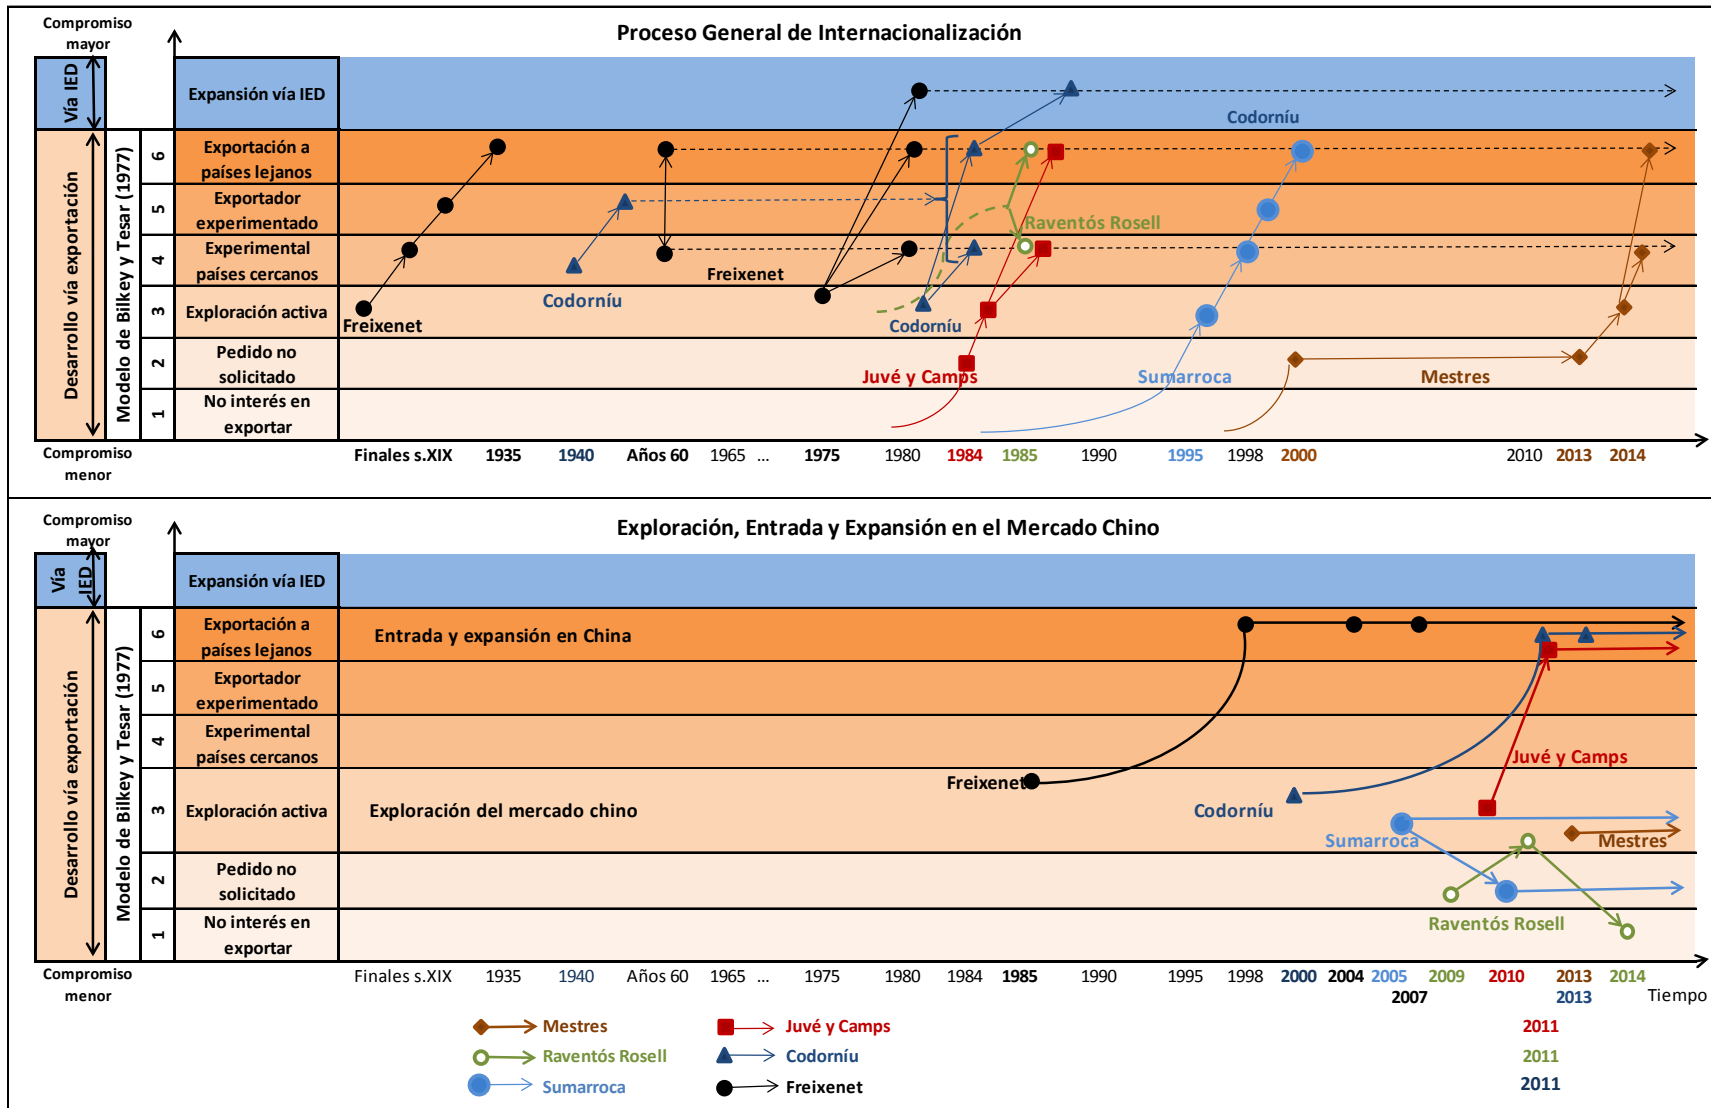 Compromiso
mayor
Proceso General de Internacionalización
Vía IED
Expansión vía IED
Desarrollo vía exportación
Modelo de Bilkey y Tesar (1977)
6
Exportación a
países lejanos
5
Exportador
experimentado
4
Experimental
países cercanos
3
Exploración activa
2
Pedido no
solicitado
1
No interés en
exportar
Codorníu
Raventós Rosell
Freixenet
Codorníu
Freixenet
Codorníu
Juvé y Camps
Sumarroca
Mestres
Compromiso
menor
Finales s.XIX 1935 1940 Años 60 1965 ... 1975 1980 1984 1985 1990 1995 1998 2000 2010 2013 2014
Compromiso
mayor
Exploración, Entrada y Expansión en el Mercado Chino
Vía
IED
Expansión vía IED
Desarrollo vía exportación
Modelo de Bilkey y Tesar (1977)
6
Exportación a
países lejanos
Entrada y expansión en China
5
Exportador
experimentado
4
Experimental
países cercanos
3
Exploración activa
Exploración del mercado chino
2
Pedido no
solicitado
1
No interés en
exportar
Juvé y Camps
Freixenet
Codorníu
Sumarroca
Mestres
Raventós Rosell
Compromiso
menor
Finales s.XIX 1935 1940 Años 60 1965 ... 1975 1980 1984 1985 1990 1995 1998 2000 2004 2005 2009 2010 2013 2014
2007 2013 Tiempo
Mestres Juvé y Camps 2011
Raventós Rosell Codorníu 2011
Sumarroca Freixenet 2011